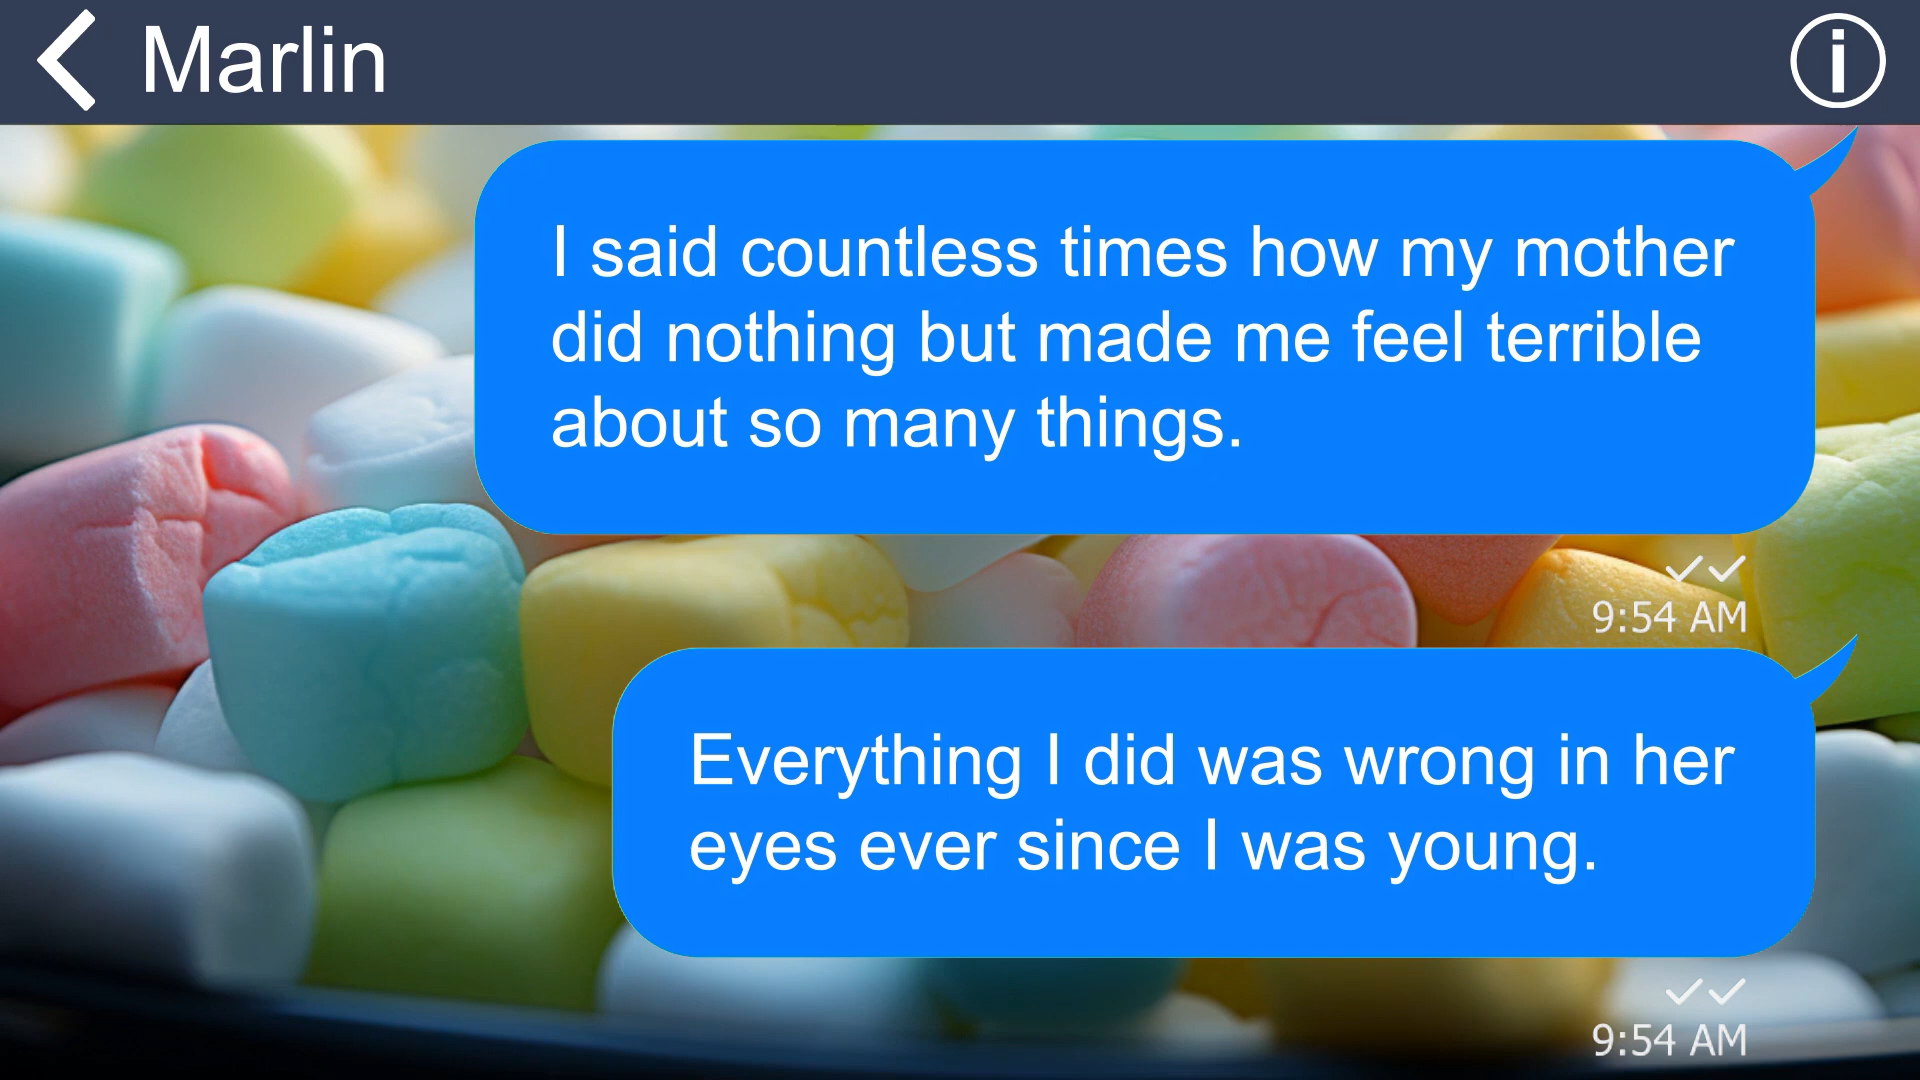 Marlin
I said countless times how my mother
did nothing but made me feel terrible
about so many things.
9:54 AM
Everything I did was wrong in her
eyes ever since I was young.
9:54 AM